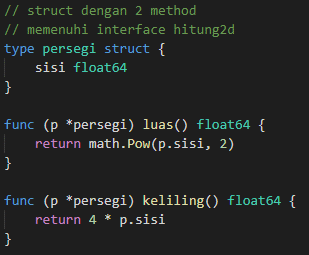 // struct dengan 2 method
// memenuhi interface hitung2d
type persegi struct {
    sisi float64
}

func (p *persegi) luas() float64 {
    return math.Pow(p.sisi, 2)
}

func (p *persegi) keliling() float64 {
    return 4 * p.sisi
}